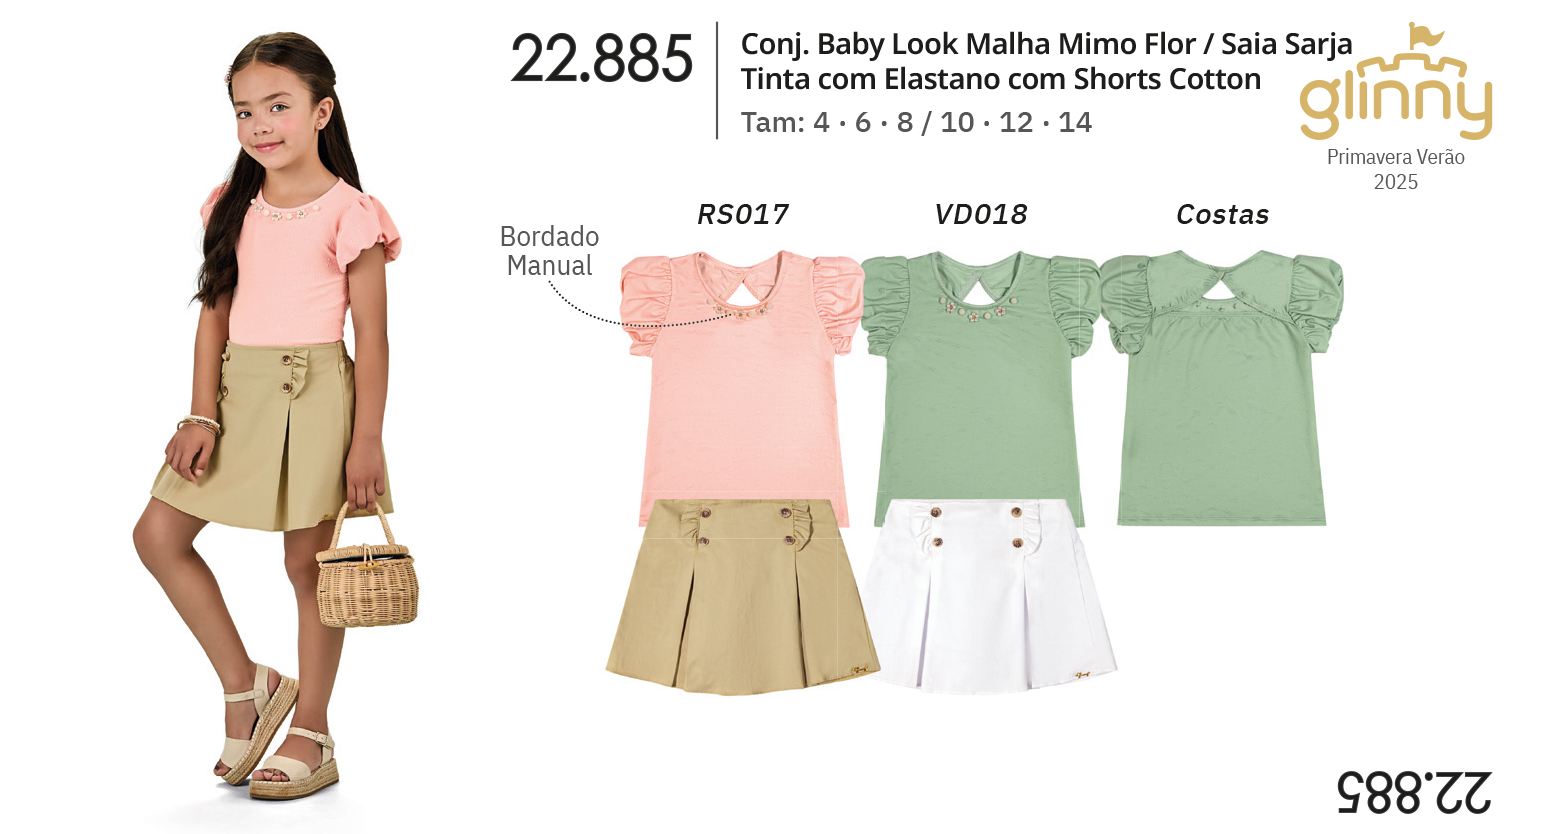 22.885
Conj. Baby Look Malha Mimo Flor / Saia Sarja
Tinta com Elastano com Shorts Cotton
Tam: 4 · 6 · 8 / 10 · 12 · 14
glinny
Primavera Verão
2025
RS017
VD018
Costas
Bordado
Manual
22.885